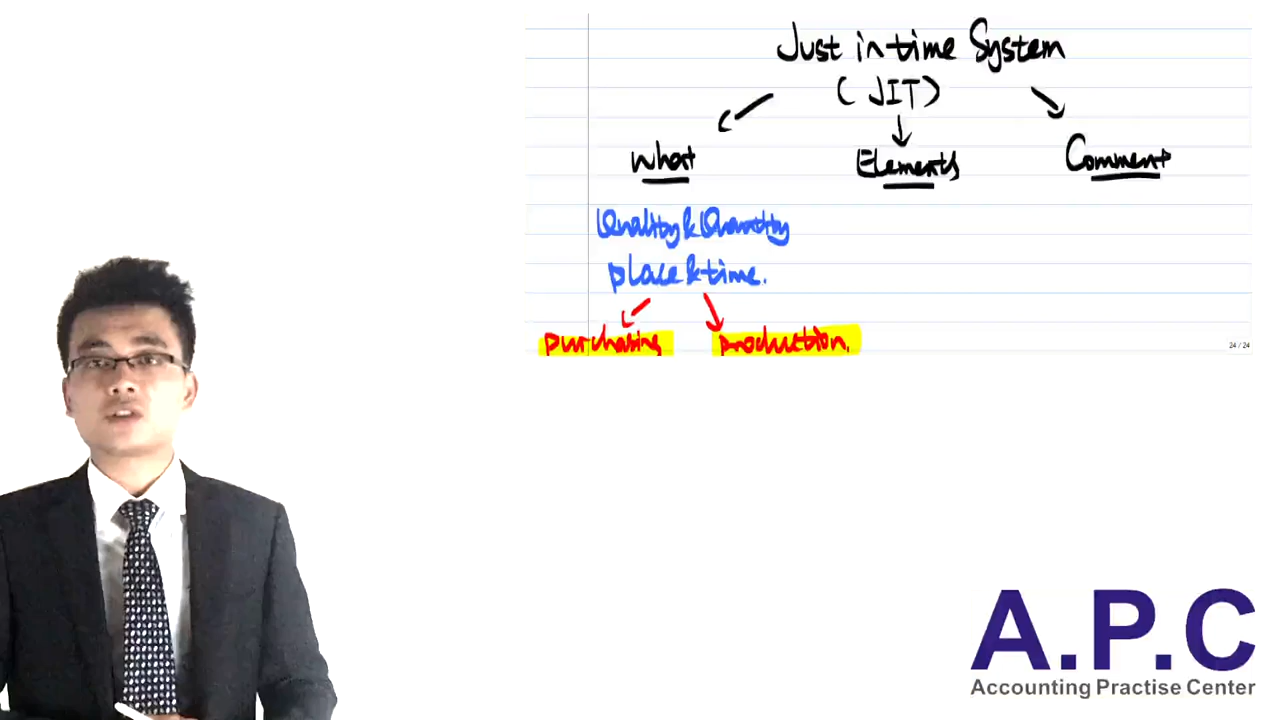 Just in time System
(JIT)
What Elements Comment
Quality & Quantity
place & time.
purchasing production.
24 / 24
A.P.C
Accounting Practise Center